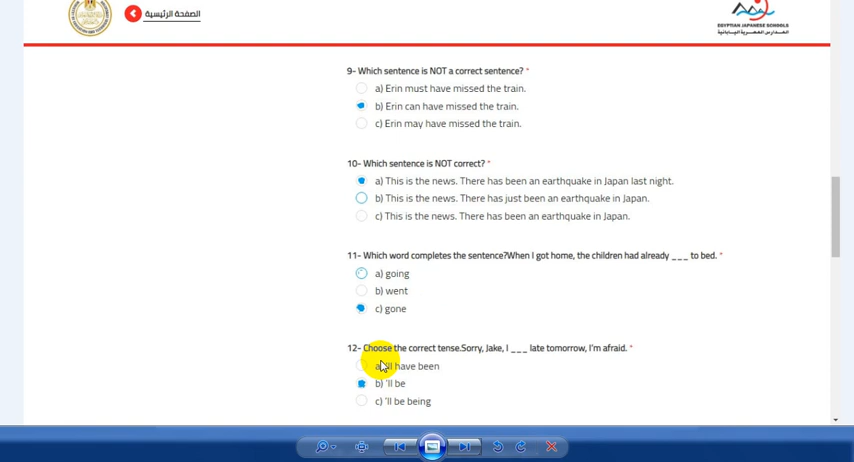 الصفحة الرئيسية
EGYPTIAN JAPANESE SCHOOLS
المدارس المصرية اليابانية
9- Which sentence is NOT a correct sentence? *
a) Erin must have missed the train.
b) Erin can have missed the train.
c) Erin may have missed the train.
10- Which sentence is NOT correct? *
a) This is the news. There has been an earthquake in Japan last night.
b) This is the news. There has just been an earthquake in Japan.
c) This is the news. There has been an earthquake in Japan.
11- Which word completes the sentence?When I got home, the children had already ___ to bed. *
a) going
b) went
c) gone
12- Choose the correct tense.Sorry, Jake, I ___ late tomorrow, I'm afraid. *
a) 'll have been
b) 'll be
c) 'll be being